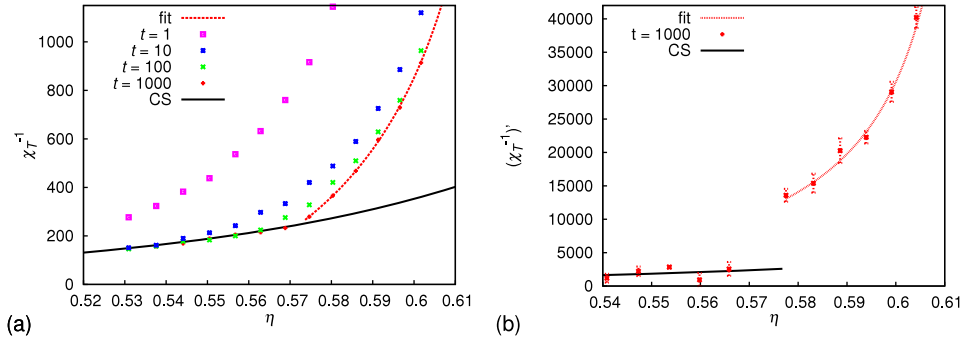 fit
t = 1
t = 10
t = 100
t = 1000
CS
χ_T^-1
1000
800
600
400
200
0
0.52 0.53 0.54 0.55 0.56 0.57 0.58 0.59 0.6 0.61
η
(a)
fit
t = 1000
CS
(χ_T^-1)'
40000
35000
30000
25000
20000
15000
10000
5000
0
0.54 0.55 0.56 0.57 0.58 0.59 0.6 0.61
η
(b)